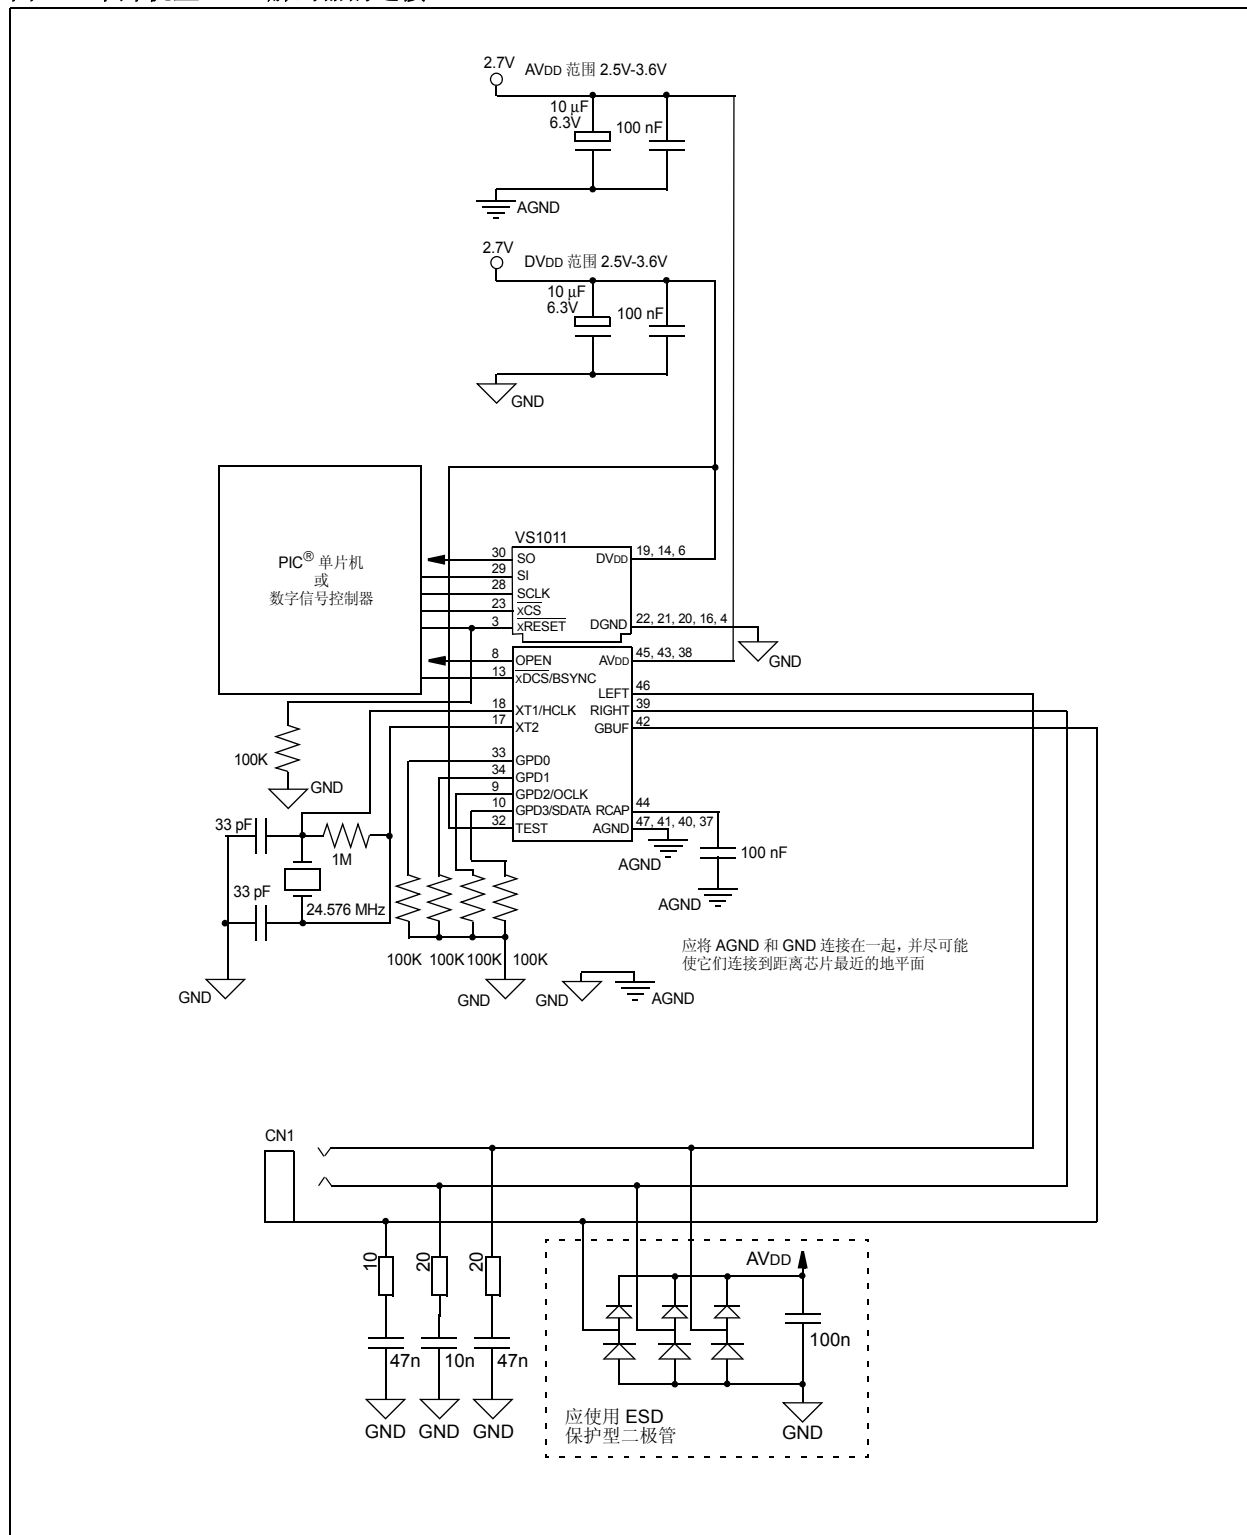 2.7V
AVDD 范围 2.5V-3.6V
10 μF
6.3V
100 nF
AGND
2.7V
DVDD 范围 2.5V-3.6V
10 μF
6.3V
100 nF
GND
PIC® 单片机
或
数字信号控制器
VS1011
30 SO
29 SI
28 SCLK
23 xCS
3 xRESET
DVDD 19, 14, 6
DGND 22, 21, 20, 16, 4
GND
8 OPEN
13 xDCS/BSYNC
18 XT1/HCLK
17 XT2
33 GPD0
34 GPD1
9 GPD2/OCLK
10 GPD3/SDATA
32 TEST
AVDD 45, 43, 38
LEFT 46
RIGHT 39
GBUF 42
RCAP 44
AGND 47, 41, 40, 37
100K
GND
33 pF
1M
33 pF
24.576 MHz
GND
100K 100K 100K 100K
GND
AGND
100 nF
AGND
应将 AGND 和 GND 连接在一起，并尽可能
使它们连接到距离芯片最近的地平面
GND
AGND
CN1
10
20
20
47n
10n
47n
GND GND GND
AVDD
100n
GND
应使用 ESD
保护型二极管